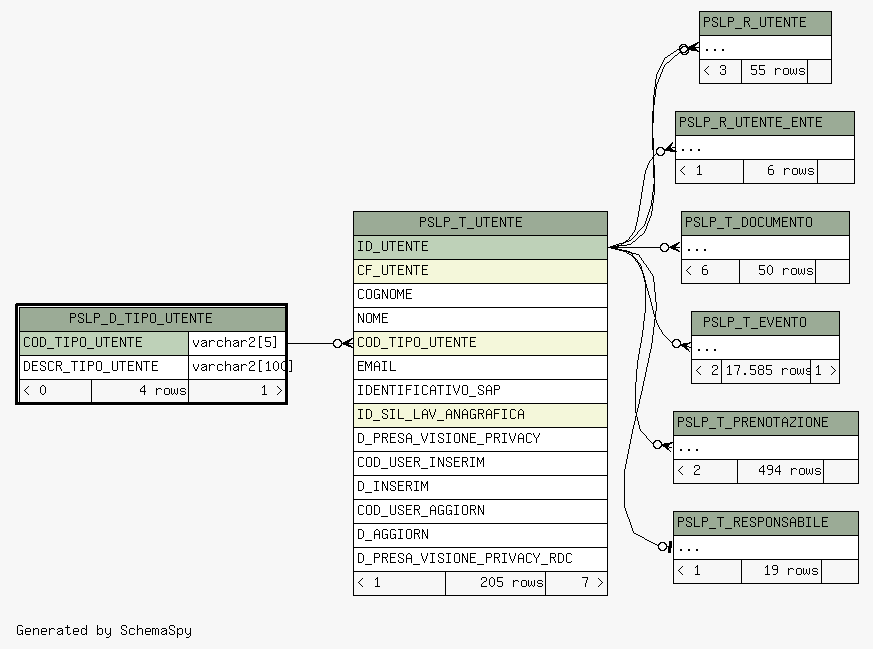 PSLP_R_UTENTE
...
< 3 55 rows
PSLP_R_UTENTE_ENTE
...
< 1 6 rows
PSLP_T_DOCUMENTO
...
< 6 50 rows
PSLP_T_EVENTO
...
< 2 17.585 rows 1 >
PSLP_T_PRENOTAZIONE
...
< 2 494 rows
PSLP_T_RESPONSABILE
...
< 1 19 rows
PSLP_T_UTENTE
ID_UTENTE
CF_UTENTE
COGNOME
NOME
COD_TIPO_UTENTE
EMAIL
IDENTIFICATIVO_SAP
ID_SIL_LAV_ANAGRAFICA
D_PRESA_VISIONE_PRIVACY
COD_USER_INSERIM
D_INSERIM
COD_USER_AGGIORN
D_AGGIORN
D_PRESA_VISIONE_PRIVACY_RDC
< 1 205 rows 7 >
PSLP_D_TIPO_UTENTE
COD_TIPO_UTENTE varchar2[5]
DESCR_TIPO_UTENTE varchar2[100]
< 0 4 rows 1 >
Generated by SchemaSpy